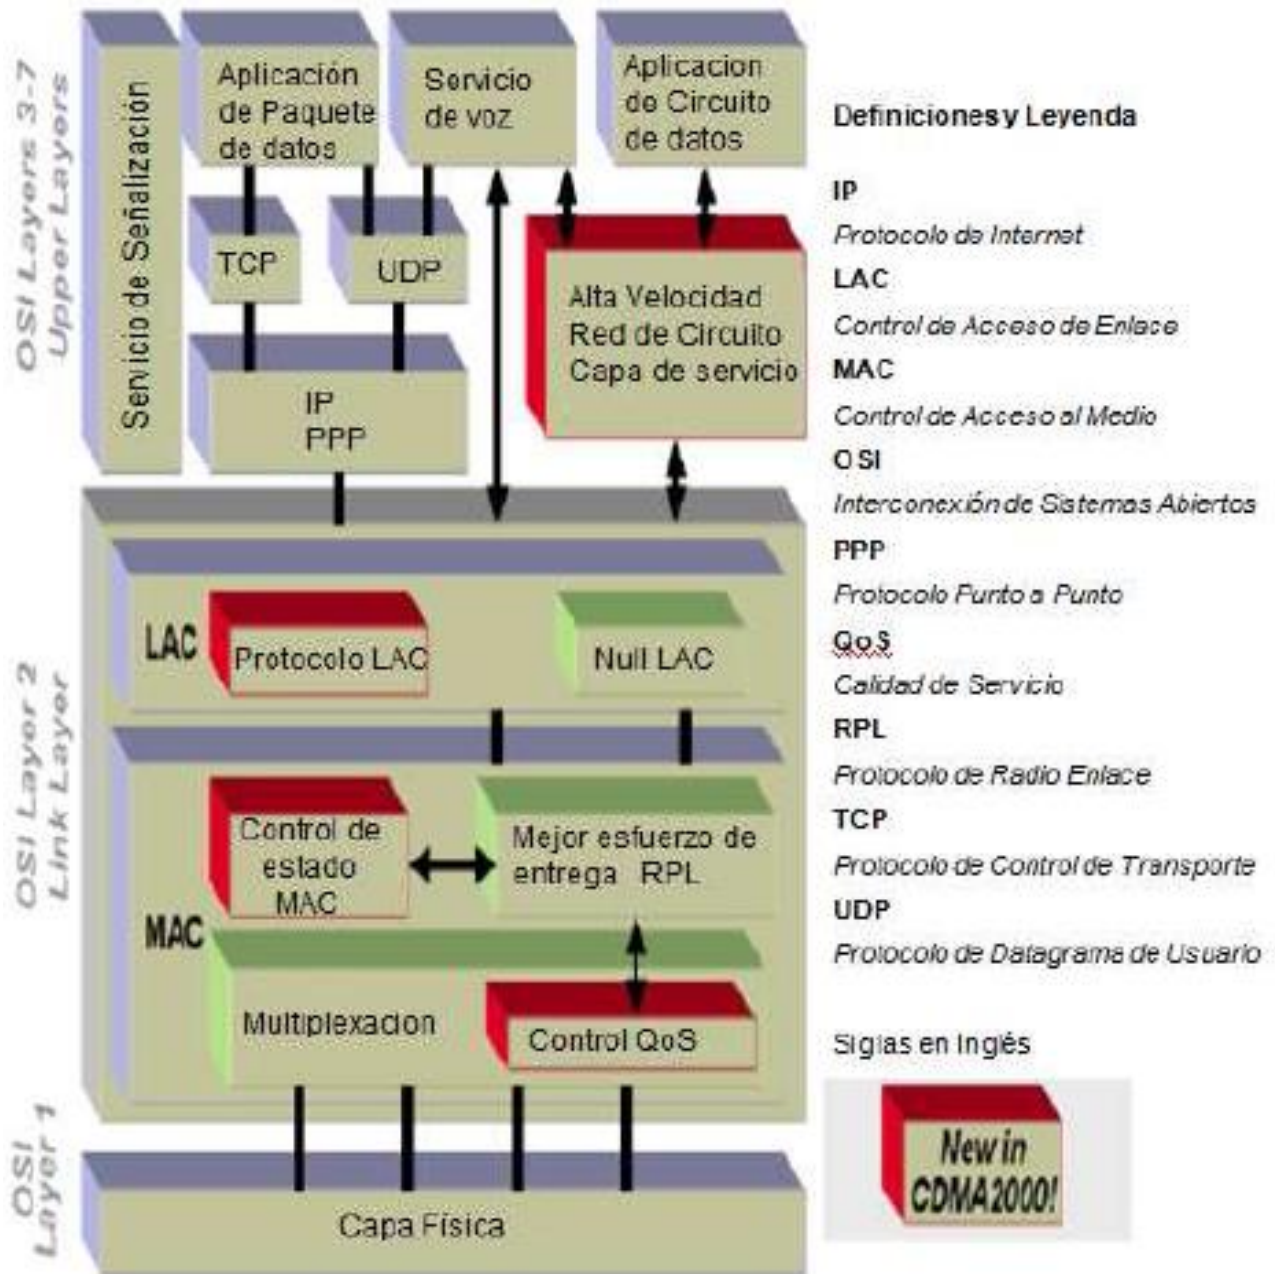 OSI Layers 3-7
Upper Layers
Servicio de Señalización
Aplicación
de Paquete
de datos
Servicio
de voz
Aplicacion
de Circuito
de datos
TCP
UDP
IP
PPP
Alta Velocidad
Red de Circuito
Capa de servicio
OSI Layer 2
Link Layer
LAC
Protocolo LAC
Null LAC
MAC
Control de
estado
MAC
Mejor esfuerzo de
entrega RPL
Multiplexacion
Control QoS
OSI
Layer 1
Capa Física
Definiciones y Leyenda
IP
Protocolo de Internet
LAC
Control de Acceso de Enlace
MAC
Control de Acceso al Medio
OSI
Interconexión de Sistemas Abiertos
PPP
Protocolo Punto a Punto
QoS
Calidad de Servicio
RPL
Protocolo de Radio Enlace
TCP
Protocolo de Control de Transporte
UDP
Protocolo de Datagrama de Usuario
Siglas en Inglés
New in
CDMA2000!